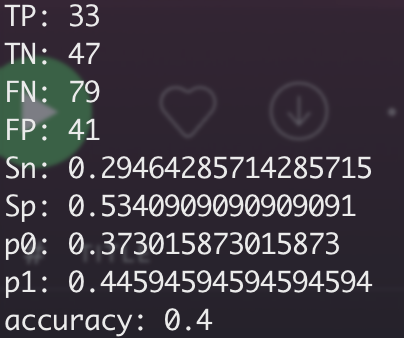 TP: 33
TN: 47
FN: 79
FP: 41
Sn: 0.29464285714285715
Sp: 0.5340909090909091
p0: 0.373015873015873
p1: 0.44594594594594594
accuracy: 0.4